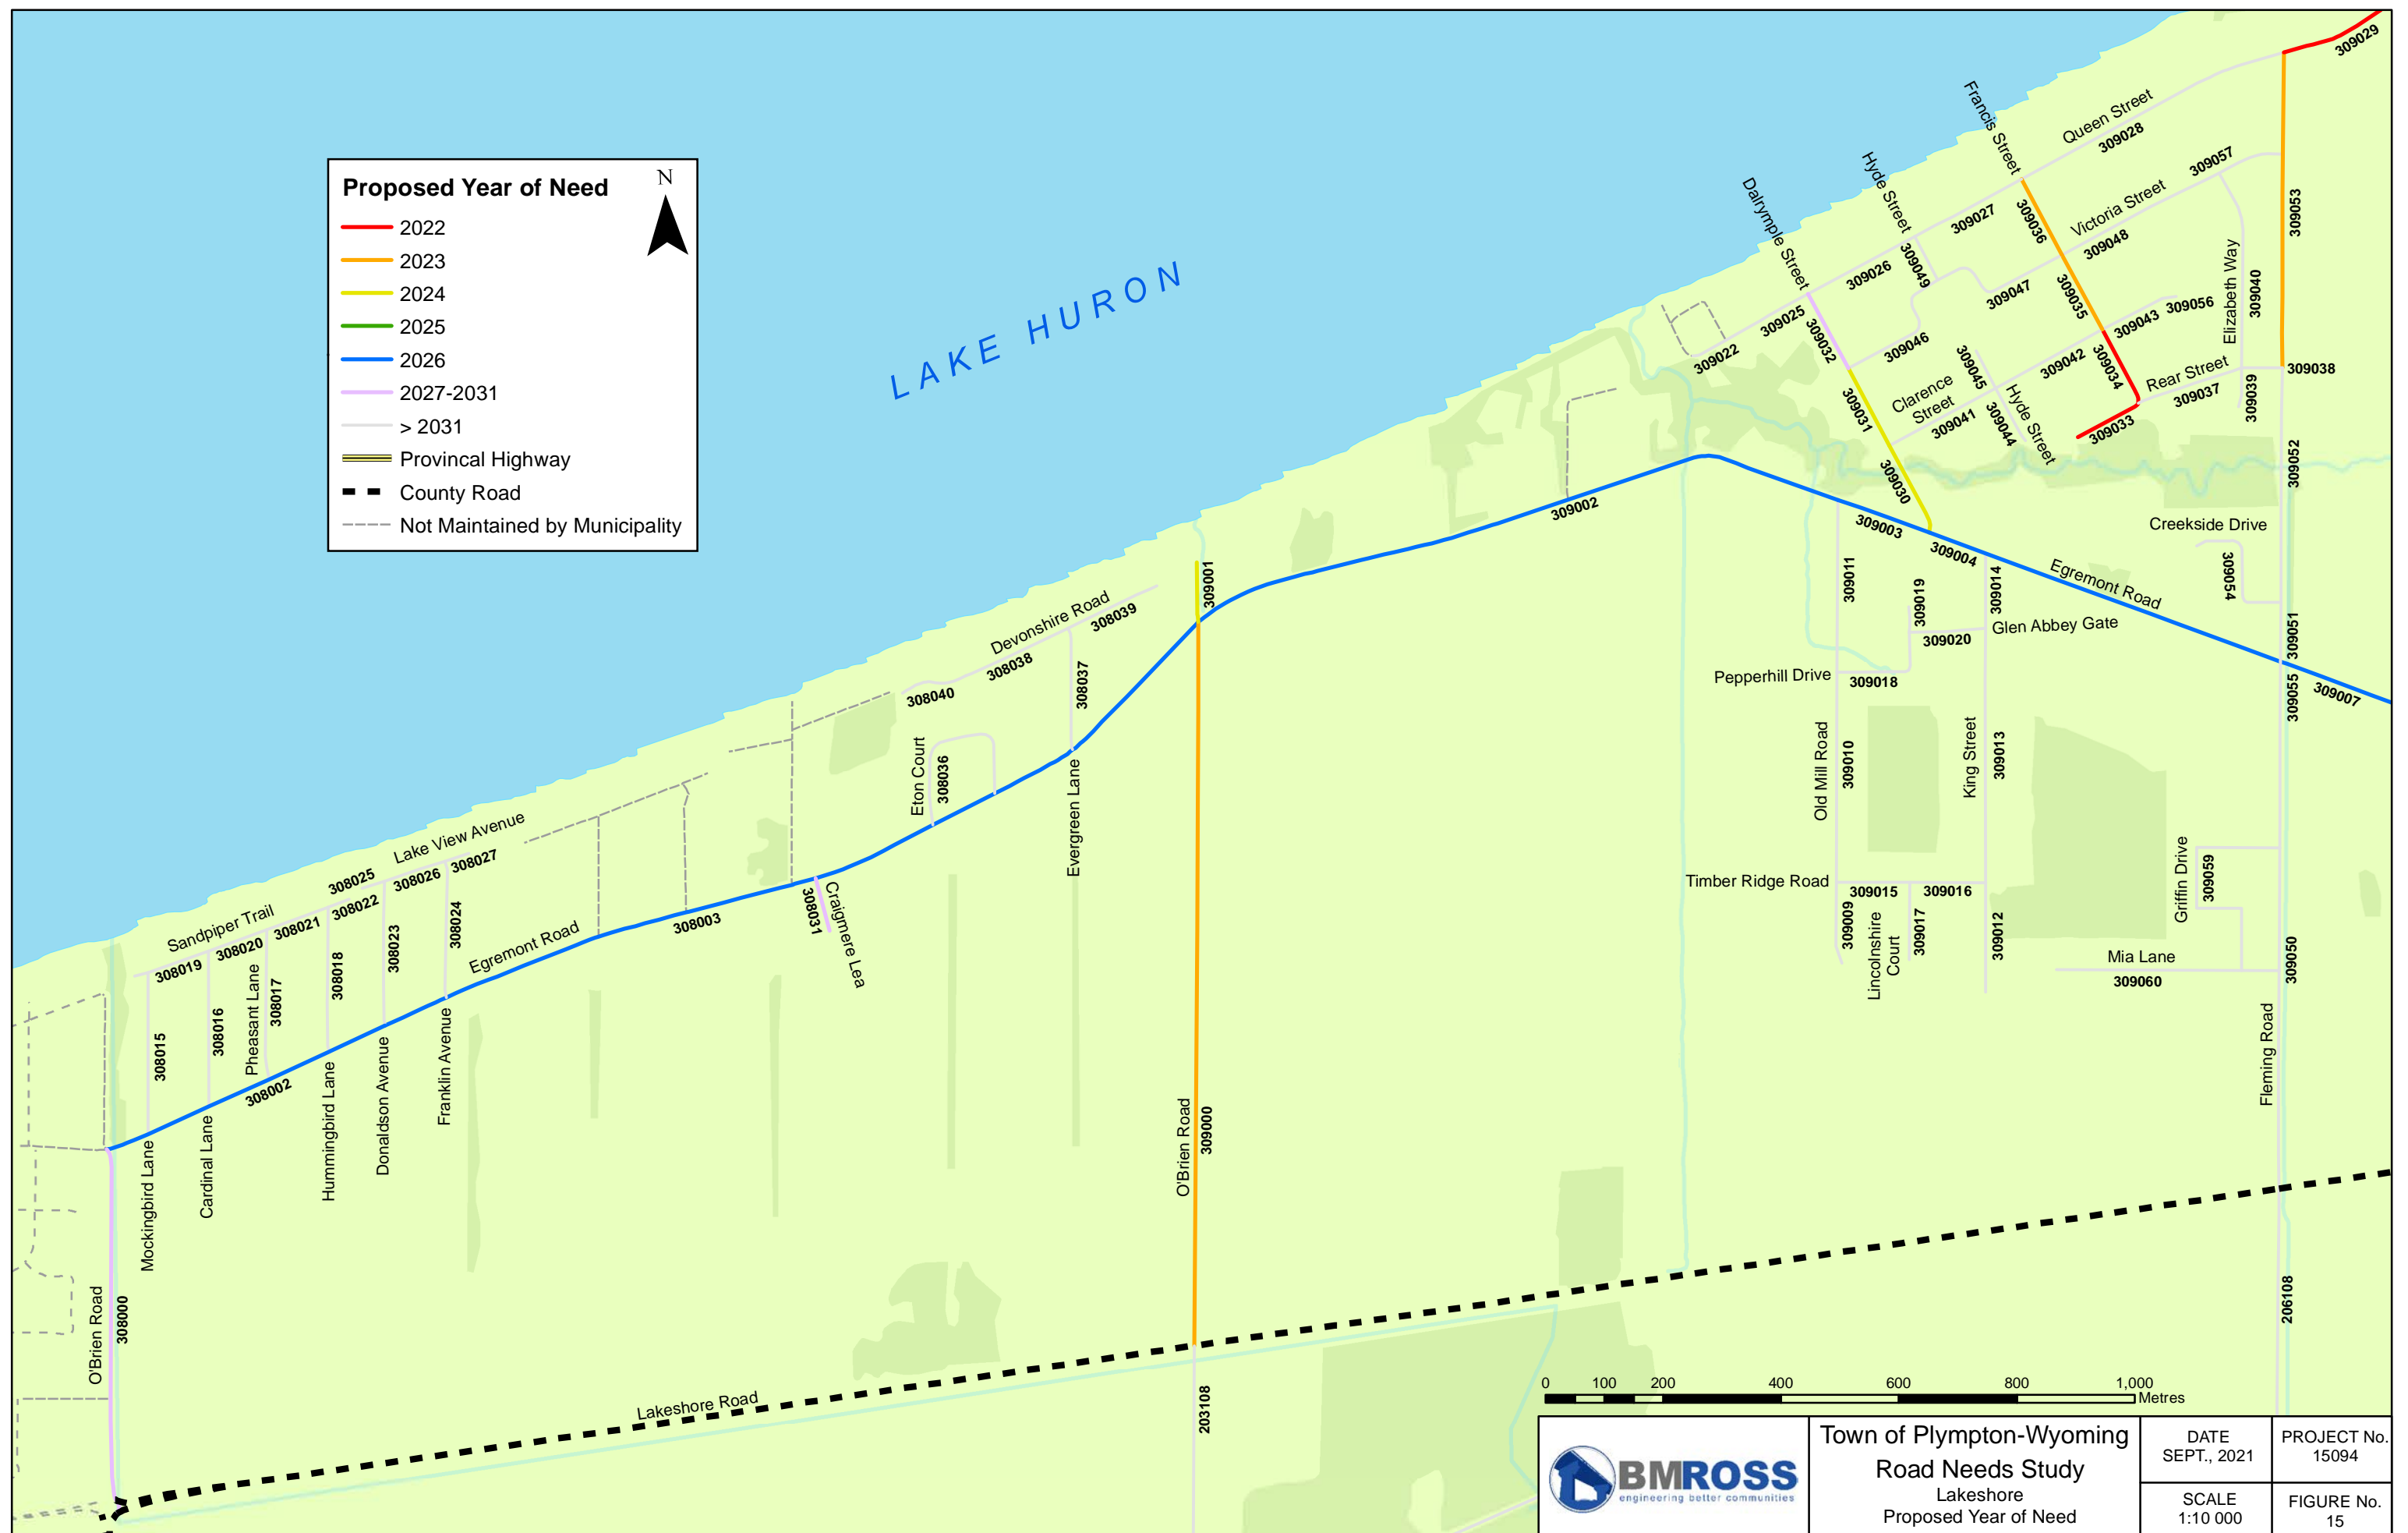 Proposed Year of Need
N
2022
2023
2024
2025
2026
2027-2031
> 2031
Provincal Highway
County Road
Not Maintained by Municipality
LAKE HURON
309029
Francis Street
Queen Street
309028
309057
Hyde Street
309027
309036
Victoria Street
309048
309053
Dalrymple Street
309026
309049
309047
309035
Elizabeth Way
309040
309043
309056
309025
309032
309046
309022
309045
309042
309034
Rear Street
309038
309037
309039
Clarence
Street
309031
309041
309044
Hyde Street
309033
309030
309052
309002
309003
309004
Creekside Drive
309054
Egremont Road
309011
309019
309014
309020
Glen Abbey Gate
309051
Pepperhill Drive
309018
309055
309007
309001
Devonshire Road
308039
308038
308040
308037
Eton Court
308036
Evergreen Lane
Old Mill Road
309010
King Street
309013
Timber Ridge Road
309015
309016
309009
Lincolnshire
Court
309017
309012
Griffin Drive
309059
Mia Lane
309060
309050
Fleming Road
Lake View Avenue
308027
308025
308026
308022
Sandpiper Trail
308021
308020
308019
308024
308023
308018
308017
Pheasant Lane
308016
308015
Egremont Road
308003
308031
Craigmere Lea
308002
Mockingbird Lane
Cardinal Lane
Hummingbird Lane
Donaldson Avenue
Franklin Avenue
O'Brien Road
309000
O'Brien Road
308000
Lakeshore Road
203108
206108
0 100 200 400 600 800 1,000
Metres
BMROSS
engineering better communities
Town of Plympton-Wyoming
Road Needs Study
Lakeshore
Proposed Year of Need
DATE
SEPT., 2021
PROJECT No.
15094
SCALE
1:10 000
FIGURE No.
15